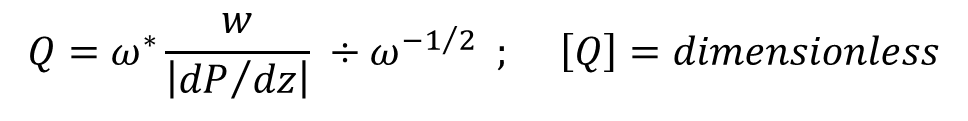 Q = ω* w / |dP/dz| ÷ ω^−1/2 ; [Q] = dimensionless